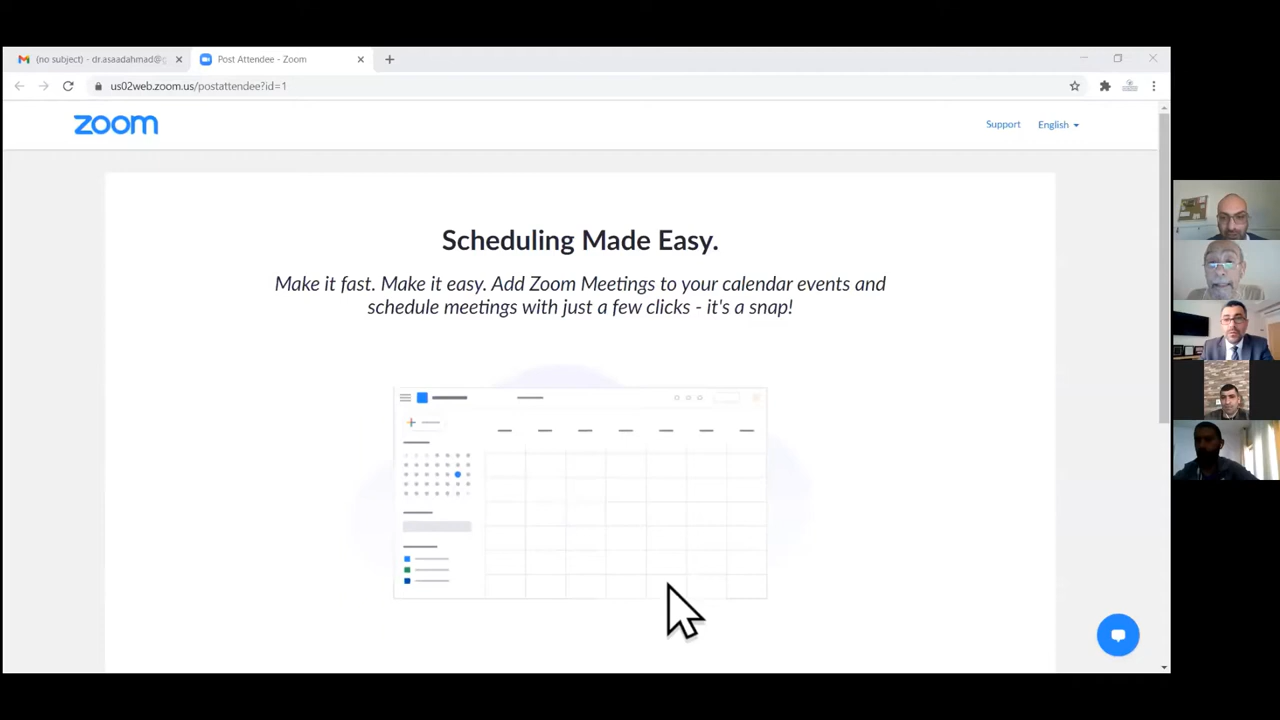 (no subject) - dr.asaadahmad@g
Post Attendee - Zoom
us02web.zoom.us/postattendee?id=1
zoom
Support
English
Scheduling Made Easy.
Make it fast. Make it easy. Add Zoom Meetings to your calendar events and
schedule meetings with just a few clicks - it's a snap!